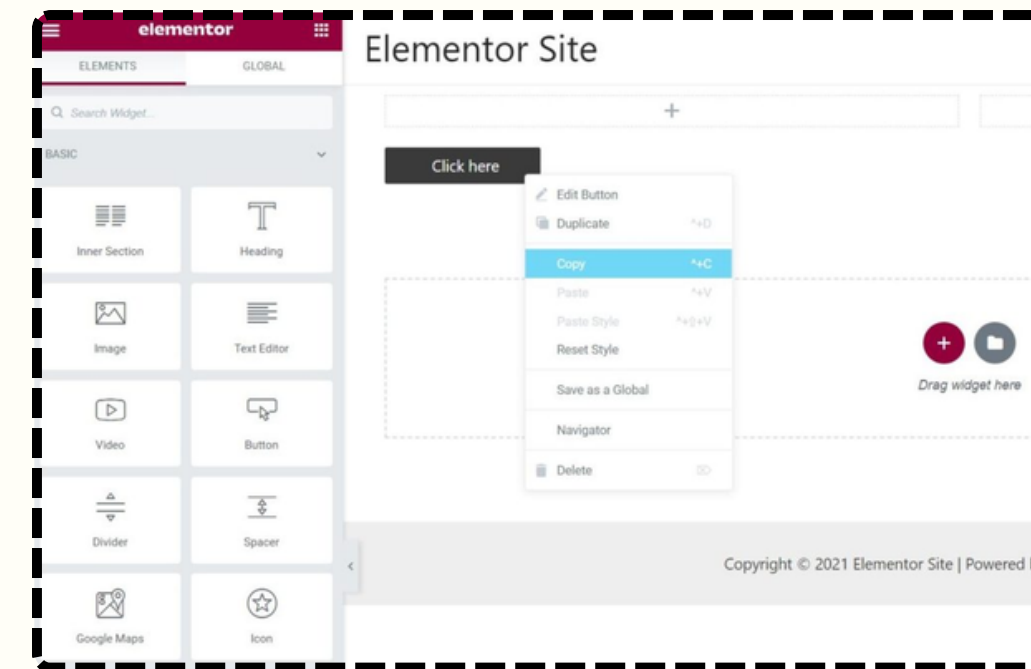 elementor
ELEMENTS GLOBAL
Search Widget...
BASIC
Inner Section Heading
Image Text Editor
Video Button
Divider Spacer
Google Maps Icon
Elementor Site
+
Click here
Edit Button
Duplicate ^+D
Copy ^+C
Paste ^+V
Paste Style ^+⇧+V
Reset Style
Save as a Global
Navigator
Delete ⌦
Drag widget here
Copyright © 2021 Elementor Site | Powered